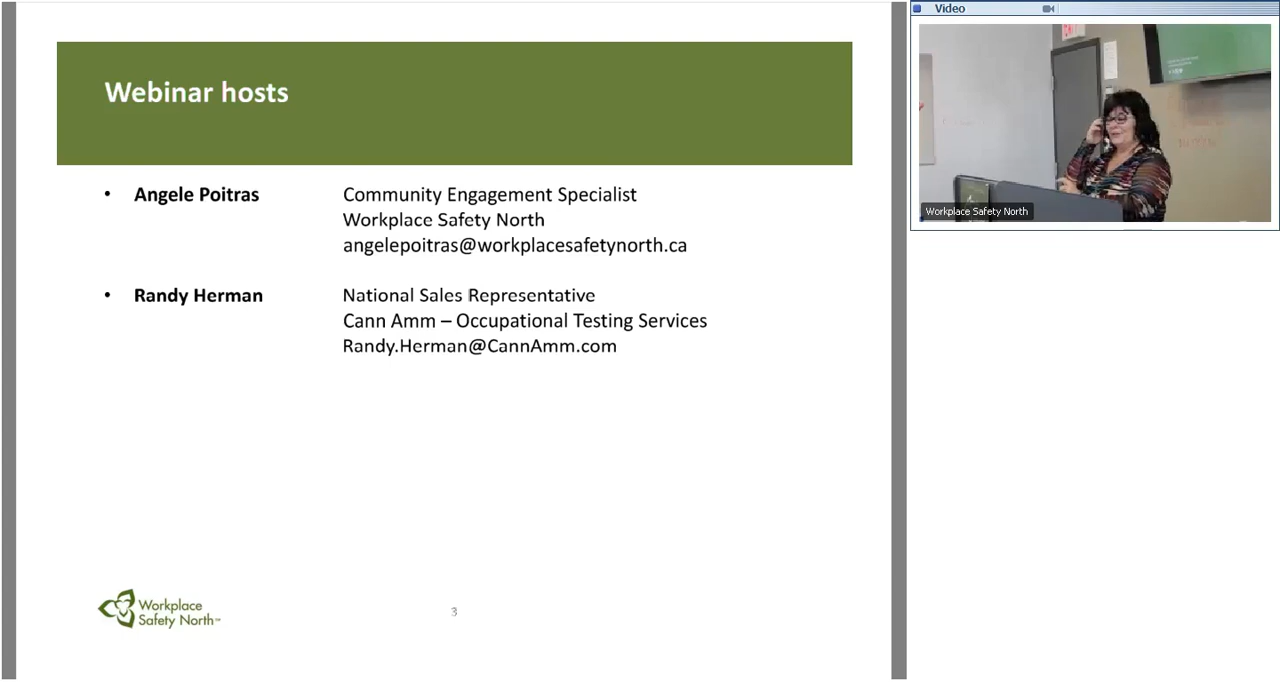 Webinar hosts
• Angele Poitras Community Engagement Specialist
Workplace Safety North
angelepoitras@workplacesafetynorth.ca
• Randy Herman National Sales Representative
Cann Amm – Occupational Testing Services
Randy.Herman@CannAmm.com
Workplace
Safety North™
3
Video
Workplace Safety North